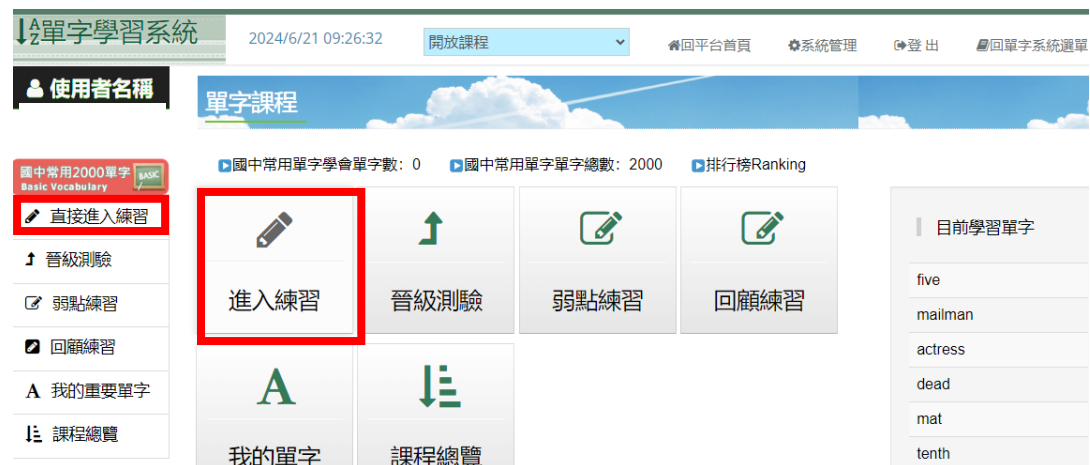 單字學習系統
2024/6/21 09:26:32
開放課程
回平台首頁
系統管理
登 出
回單字系統選單
使用者名稱
單字課程
國中常用2000單字
BASIC
Basic Vocabulary
直接進入練習
晉級測驗
弱點練習
回顧練習
A 我的重要單字
課程總覽
國中常用單字學會單字數: 0
國中常用單字單字總數: 2000
排行榜Ranking
進入練習
晉級測驗
弱點練習
回顧練習
A
我的單字
課程總覽
目前學習單字
five
mailman
actress
dead
mat
tenth